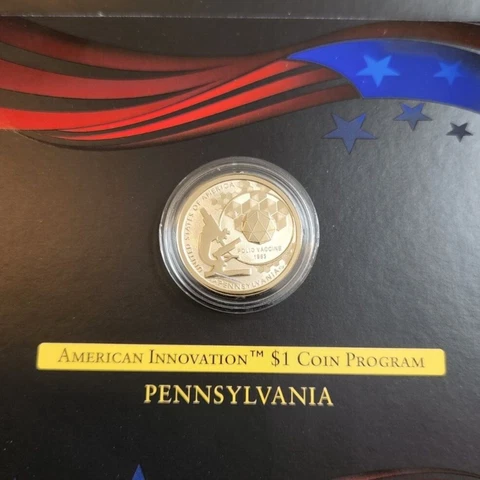 UNITED STATES OF AMERICA
POLIO VACCINE
1955
PENNSYLVANIA
AMERICAN INNOVATION™ $1 COIN PROGRAM
PENNSYLVANIA